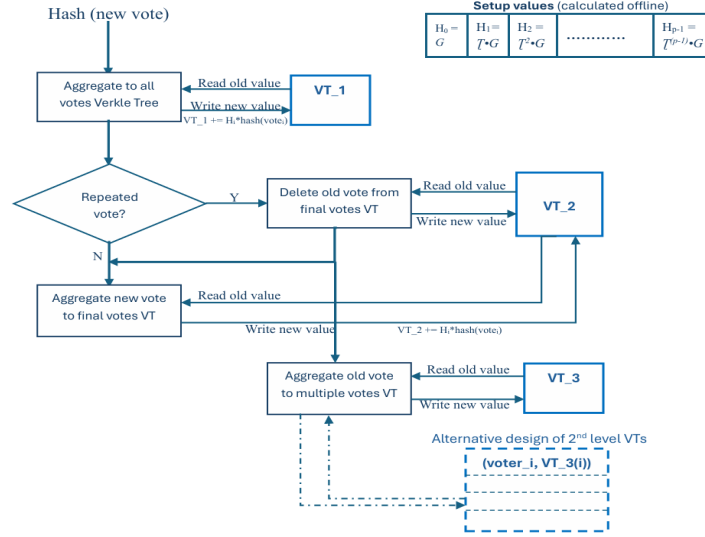 Hash (new vote)
Setup values (calculated offline)
H₀ =
G
H₁ =
T•G
H₂ =
T²•G
............
Hₚ₋₁ =
T⁽ᵖ⁻¹⁾•G
Aggregate to all
votes Verkle Tree
Read old value
Write new value
VT_1 += Hᵢ*hash(voteᵢ)
VT_1
Repeated
vote?
Y
N
Delete old vote from
final votes VT
Read old value
Write new value
VT_2
Aggregate new vote
to final votes VT
Read old value
Write new value
VT_2 += Hᵢ*hash(voteᵢ)
Aggregate old vote
to multiple votes VT
Read old value
Write new value
VT_3
Alternative design of 2ⁿᵈ level VTs
(voter_i, VT_3(i))